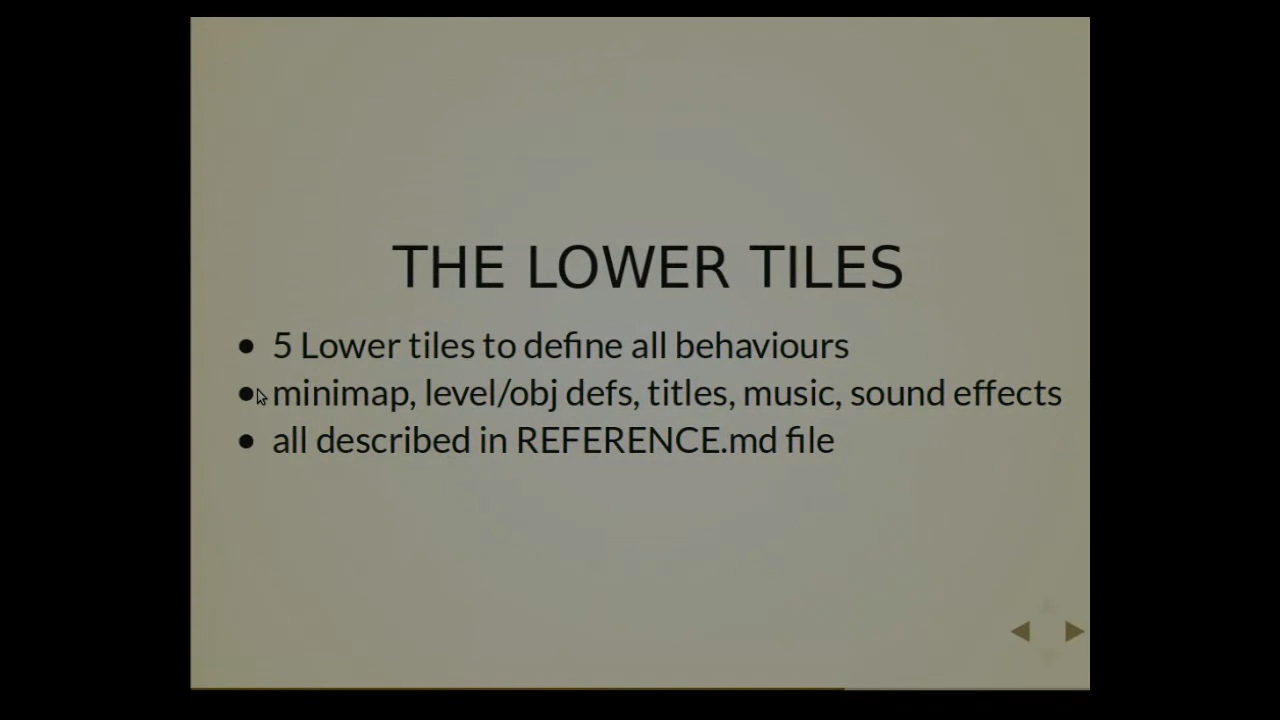 THE LOWER TILES
5 Lower tiles to define all behaviours
minimap, level/obj defs, titles, music, sound effects
all described in REFERENCE.md file